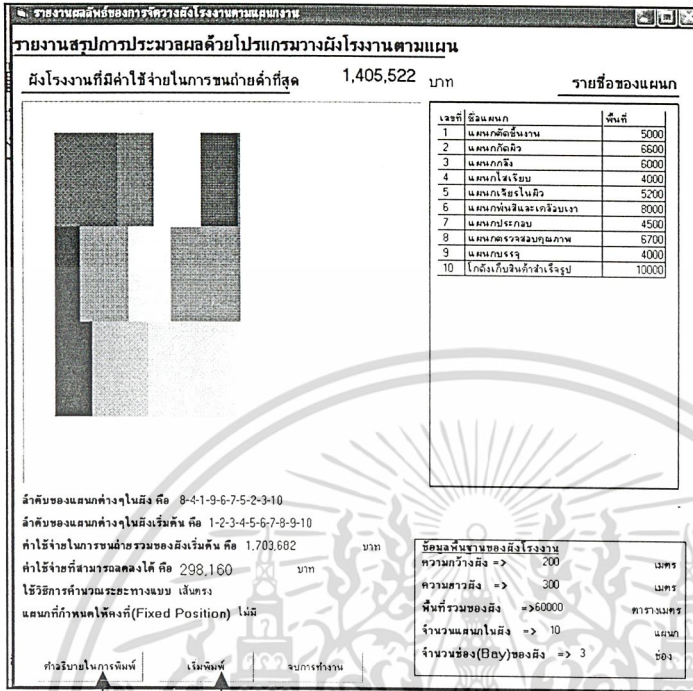 รายงานผลลัพธ์ของการจัดวางผังโรงงานตามแผนกงาน
รายงานสรุปการประมวลผลด้วยโปรแกรมวางผังโรงงานตามแผน
ผังโรงงานที่มีค่าใช้จ่ายในการขนถ่ายต่ำที่สุด 1,405,522 บาท
รายชื่อของแผนก
เลขที่ ชื่อแผนก พื้นที่
1 แผนกตัดชิ้นงาน 5000
2 แผนกกัดผิว 6600
3 แผนกกลึง 6000
4 แผนกไสเรียบ 4000
5 แผนกเจียรไนผิว 5200
6 แผนกพ่นสีและเคลือบเงา 8000
7 แผนกประกอบ 4500
8 แผนกตรวจสอบคุณภาพ 6700
9 แผนกบรรจุ 4000
10 โกดังเก็บสินค้าสำเร็จรูป 10000
ลำดับของแผนกต่างๆในผัง คือ 8-4-1-9-6-7-5-2-3-10
ลำดับของแผนกต่างๆในผังเริ่มต้น คือ 1-2-3-4-5-6-7-8-9-10
ค่าใช้จ่ายในการขนถ่ายรวมของผังเริ่มต้น คือ 1,703,682 บาท
ค่าใช้จ่ายที่สามารถลดลงได้ คือ 298,160 บาท
ใช้วิธีการคำนวณระยะทางแบบ เส้นตรง
แผนกที่กำหนดให้คงที่(Fixed Position) ไม่มี
ข้อมูลพื้นฐานของผังโรงงาน
ความกว้างผัง => 200 เมตร
ความยาวผัง => 300 เมตร
พื้นที่รวมของผัง =>60000 ตารางเมตร
จำนวนแผนกในผัง => 10 แผนก
จำนวนช่อง(Bay)ของผัง => 3 ช่อง
คำอธิบายในการพิมพ์ เริ่มพิมพ์ จบการทำงาน